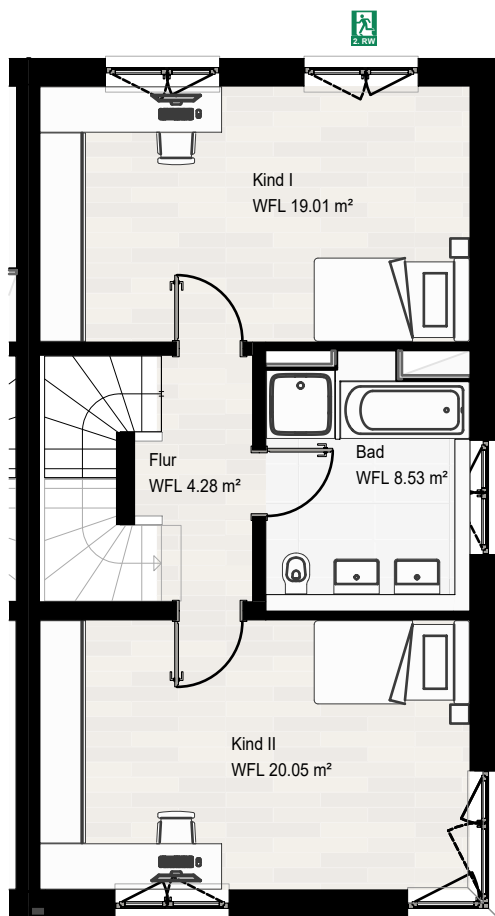 2. RW
Kind I
WFL 19.01 m²
Flur
WFL 4.28 m²
Bad
WFL 8.53 m²
Kind II
WFL 20.05 m²